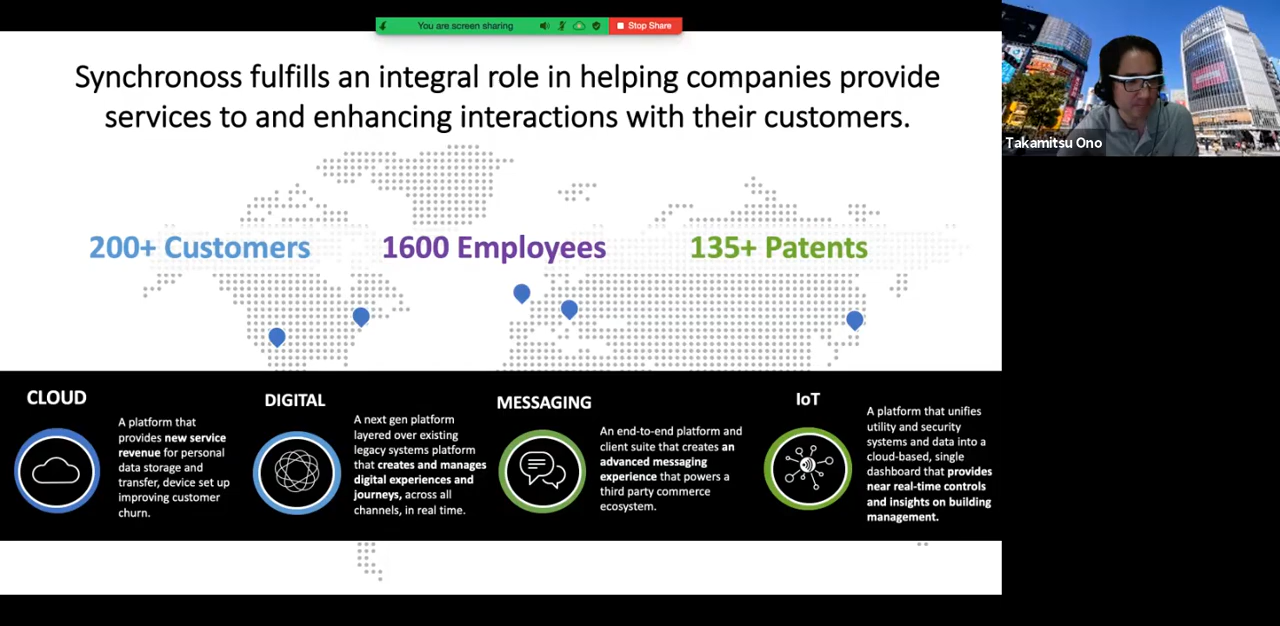 You are screen sharing
Stop Share
Takamitsu Ono
Synchronoss fulfills an integral role in helping companies provide
services to and enhancing interactions with their customers.
200+ Customers
1600 Employees
135+ Patents
CLOUD
A platform that
provides new service
revenue for personal
data storage and
transfer, device set up
improving customer
churn.
DIGITAL
A next gen platform
layered over existing
legacy systems platform
that creates and manages
digital experiences and
journeys, across all
channels, in real time.
MESSAGING
An end-to-end platform and
client suite that creates an
advanced messaging
experience that powers a
third party commerce
ecosystem.
IoT
A platform that unifies
utility and security
systems and data into a
cloud-based, single
dashboard that provides
near real-time controls
and insights on building
management.